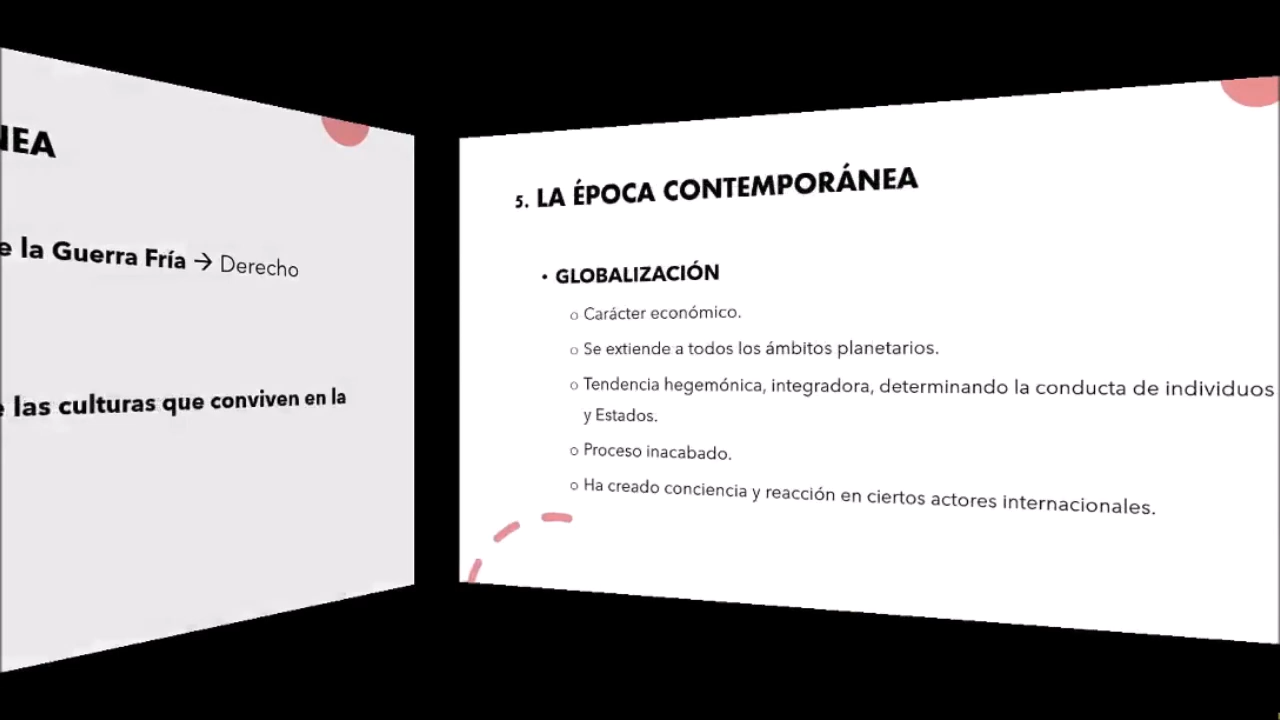 NEA
e la Guerra Fría → Derecho
las culturas que conviven en la
5. LA ÉPOCA CONTEMPORÁNEA
• GLOBALIZACIÓN
o Carácter económico.
o Se extiende a todos los ámbitos planetarios.
o Tendencia hegemónica, integradora, determinando la conducta de individuos
y Estados.
o Proceso inacabado.
o Ha creado conciencia y reacción en ciertos actores internacionales.